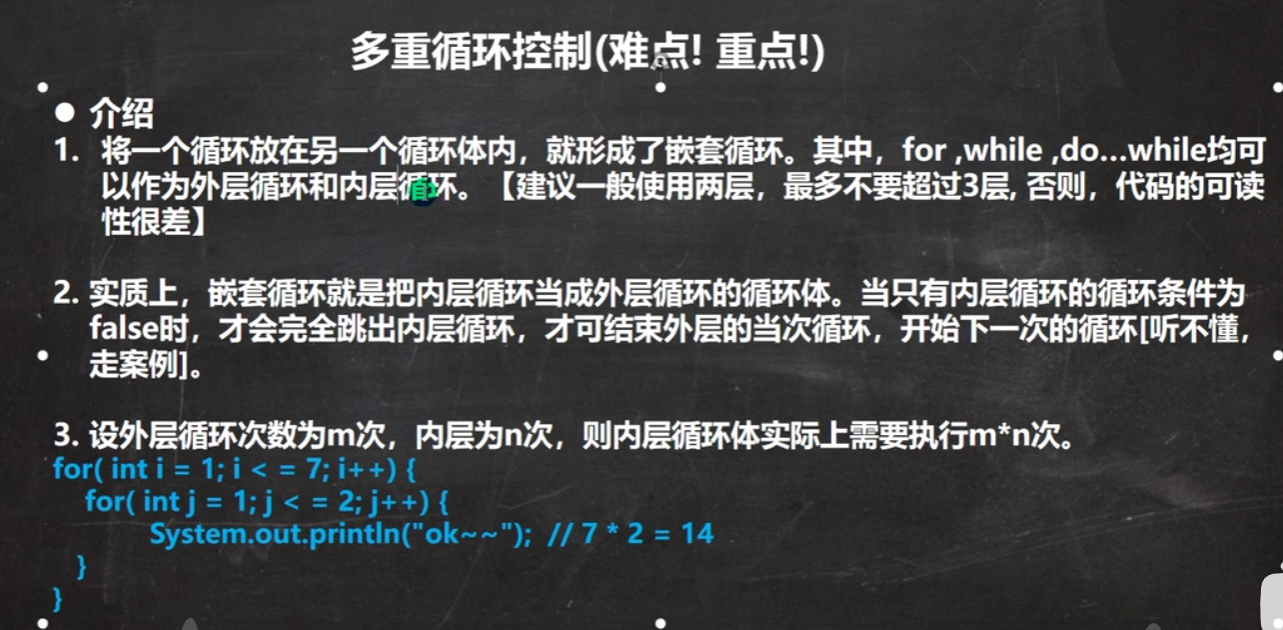 多重循环控制(难点! 重点!)
● 介绍
1. 将一个循环放在另一个循环体内，就形成了嵌套循环。其中，for ,while ,do…while均可
以作为外层循环和内层循环。【建议一般使用两层，最多不要超过3层, 否则，代码的可读
性很差】
2. 实质上，嵌套循环就是把内层循环当成外层循环的循环体。当只有内层循环的循环条件为
false时，才会完全跳出内层循环，才可结束外层的当次循环，开始下一次的循环[听不懂，
走案例]。
3. 设外层循环次数为m次，内层为n次，则内层循环体实际上需要执行m*n次。
for( int i = 1; i < = 7; i++) {
for( int j = 1; j < = 2; j++) {
System.out.println("ok~~"); // 7 * 2 = 14
}
}